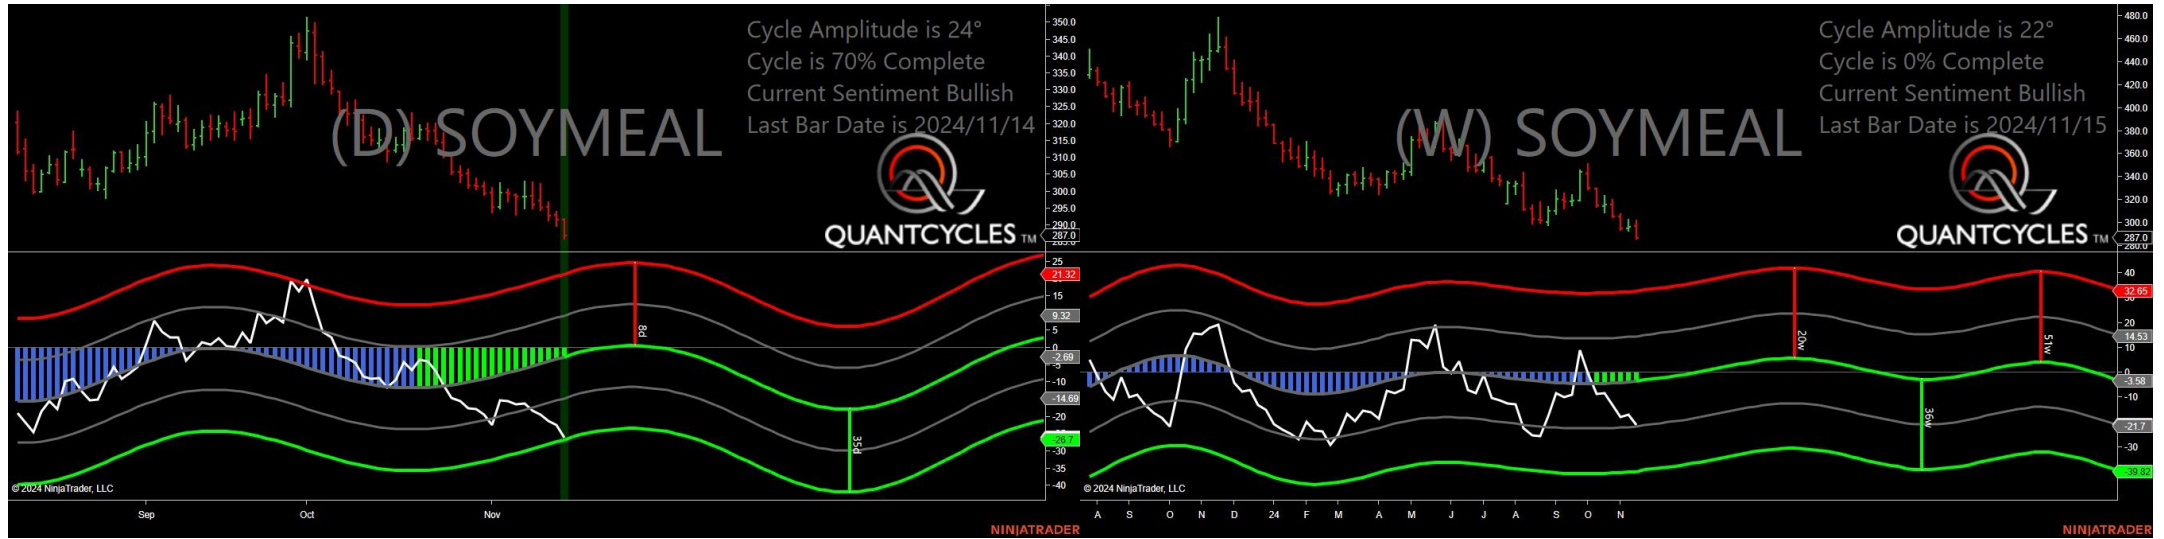 Cycle Amplitude is 24°
Cycle is 70% Complete
Current Sentiment Bullish
Last Bar Date is 2024/11/14
(D) SOYMEAL
QUANTCYCLES TM
350.0
345.0
340.0
335.0
330.0
325.0
320.0
315.0
310.0
305.0
300.0
295.0
290.0
287.0
25
21.32
15
9.32
5
0
-2.69
-5
-10
-14.69
-20
-26.7
-30
-35
-40
8d
35d
© 2024 NinjaTrader, LLC
Sep Oct Nov
NINJATRADER
Cycle Amplitude is 22°
Cycle is 0% Complete
Current Sentiment Bullish
Last Bar Date is 2024/11/15
(W) SOYMEAL
QUANTCYCLES TM
480.0
460.0
440.0
420.0
400.0
380.0
360.0
340.0
320.0
300.0
287.0
280.0
40
32.65
20
14.53
10
0
-3.58
-10
-21.7
-30
-39.82
20w
36w
51w
© 2024 NinjaTrader, LLC
A S O N D 24 F M A M J J A S O N
NINJATRADER